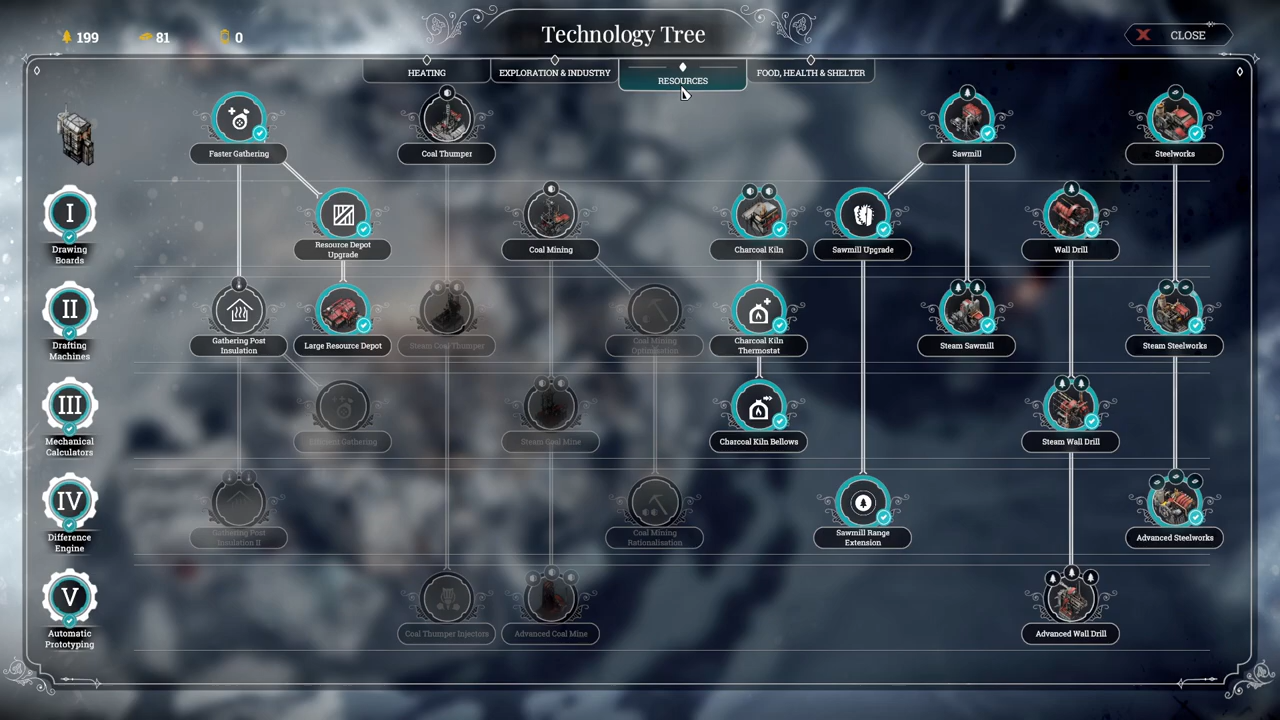 Technology Tree
199
81
0
CLOSE
HEATING
EXPLORATION & INDUSTRY
RESOURCES
FOOD, HEALTH & SHELTER
Faster Gathering
Coal Thumper
Sawmill
Steelworks
I
Drawing
Boards
Resource Depot
Upgrade
Coal Mining
Charcoal Kiln
Sawmill Upgrade
Wall Drill
II
Drafting
Machines
Gathering Post
Insulation
Large Resource Depot
Steam Coal Thumper
Coal Mining
Optimisation
Charcoal Kiln
Thermostat
Steam Sawmill
Steam Steelworks
III
Mechanical
Calculators
Efficient Gathering
Steam Coal Mine
Charcoal Kiln Bellows
Steam Wall Drill
IV
Difference
Engine
Gathering Post
Insulation II
Coal Mining
Rationalisation
Sawmill Range
Extension
Advanced Steelworks
V
Automatic
Prototyping
Coal Thumper Injectors
Advanced Coal Mine
Advanced Wall Drill